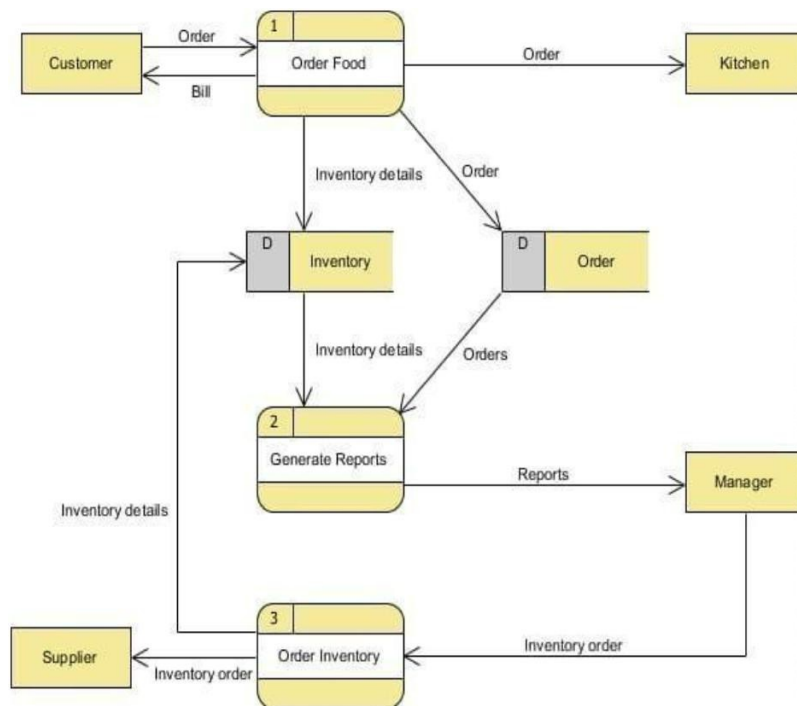 1
Order
Customer
Order Food
Order
Kitchen
Bill
Inventory details
Order
D
Inventory
D
Order
Inventory details
Orders
2
Generate Reports
Reports
Manager
Inventory details
3
Supplier
Order Inventory
Inventory order
Inventory order